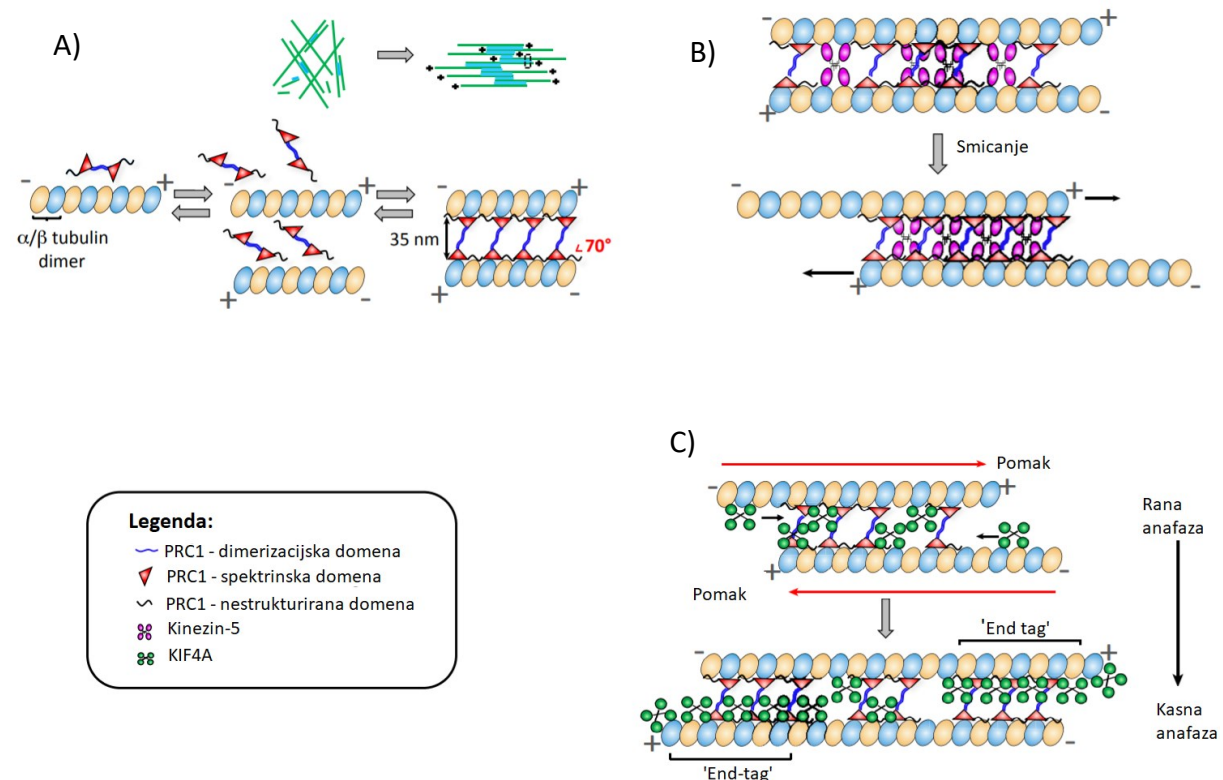 A)
- +
α/β tubulin
dimer
- +
+ -
- +
35 nm
∟70°
+ -
B)
- +
+ -
Smicanje
- +
+ -
C)
Pomak
- +
+ -
Pomak
Rana
anafaza
'End tag'
- +
+ -
'End-tag'
Kasna
anafaza
Legenda:
PRC1 - dimerizacijska domena
PRC1 - spektrinska domena
PRC1 - nestrukturirana domena
Kinezin-5
KIF4A